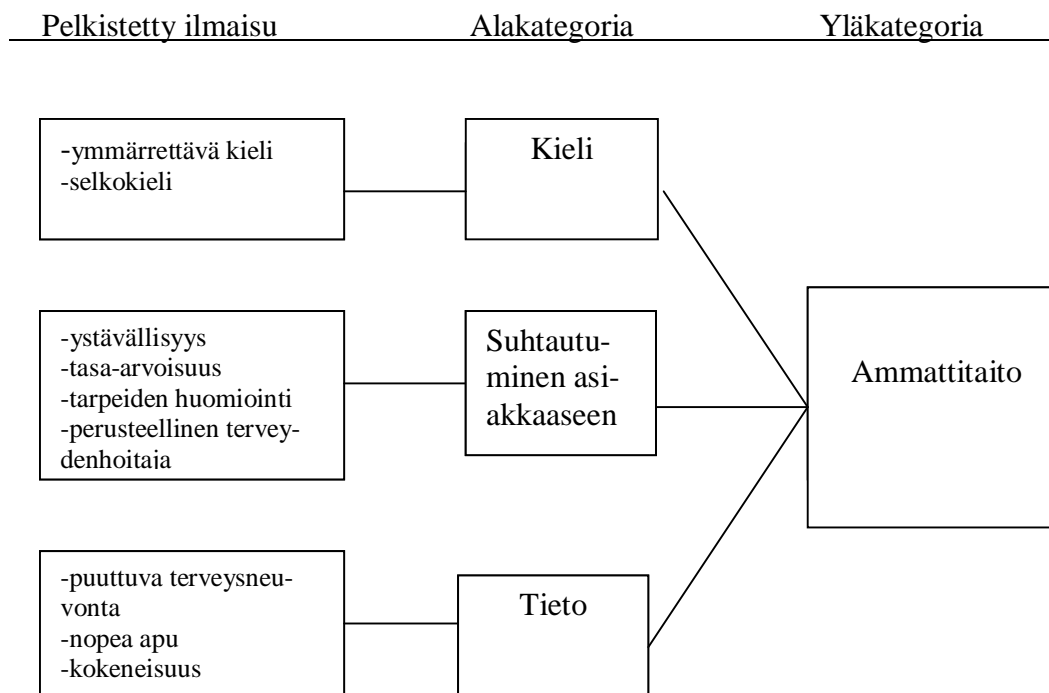 Pelkistetty ilmaisu Alakategoria Yläkategoria
-ymmärrettävä kieli
-selkokieli
Kieli
-ystävällisyys
-tasa-arvoisuus
-tarpeiden huomiointi
-perusteellinen tervey-
denhoitaja
Suhtautu-
minen asi-
akkaaseen
Ammattitaito
-puuttuva terveysneu-
vonta
-nopea apu
-kokeneisuus
Tieto